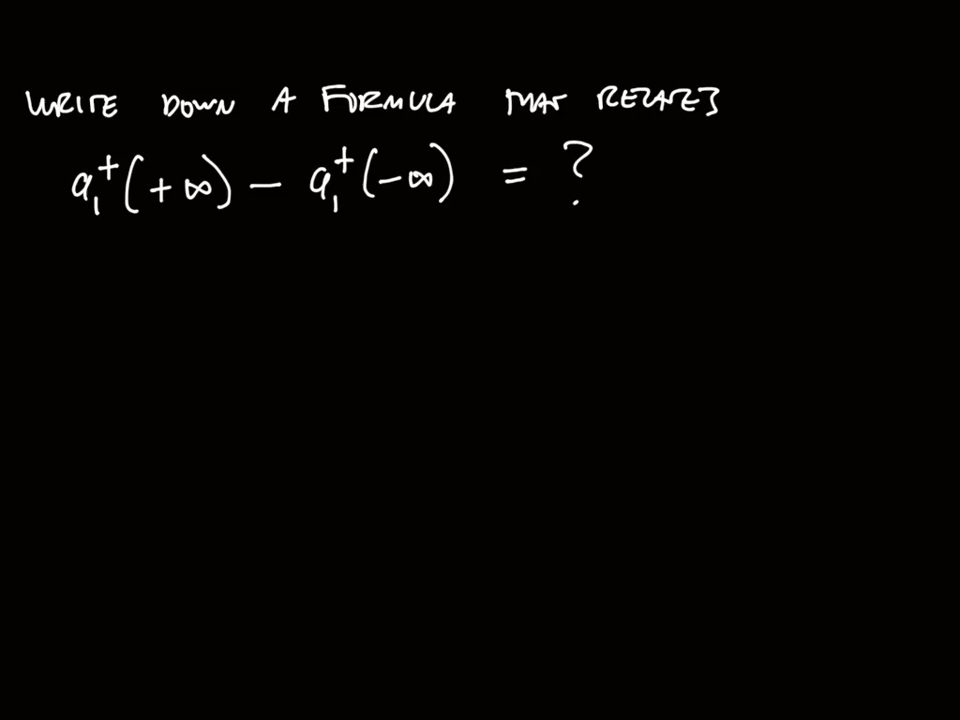 WRITE DOWN A FORMULA THAT RELATES
a₁⁺(+∞) − a₁⁺(−∞) = ?